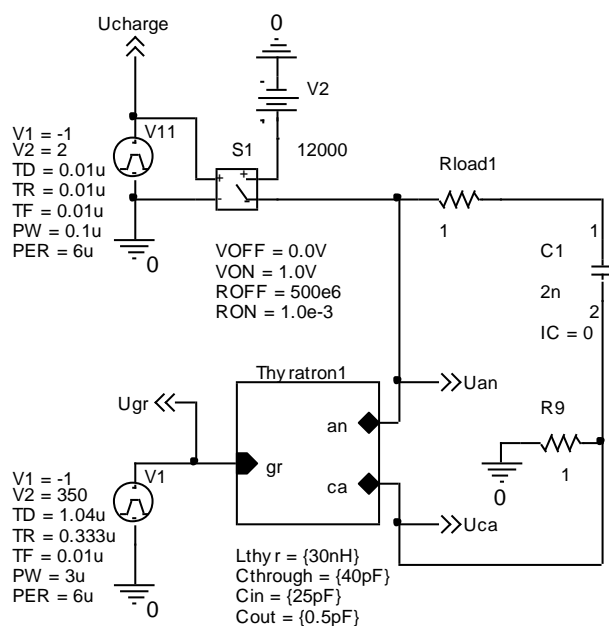 Ucharge
0
V2
V11
V1 = -1
V2 = 2
TD = 0.01u
TR = 0.01u
TF = 0.01u
PW = 0.1u
PER = 6u
S1
12000
+
+
-
-
-
-
0
VOFF = 0.0V
VON = 1.0V
ROFF = 500e6
RON = 1.0e-3
Rload1
1
1
C1
2n
2
IC = 0
Thyratron1
Uan
Ugr
an
R9
gr
V1
ca
0
1
V1 = -1
V2 = 350
TD = 1.04u
TR = 0.333u
TF = 0.01u
PW = 3u
PER = 6u
Uca
0
Lthyr = {30nH}
Cthrough = {40pF}
Cin = {25pF}
Cout = {0.5pF}